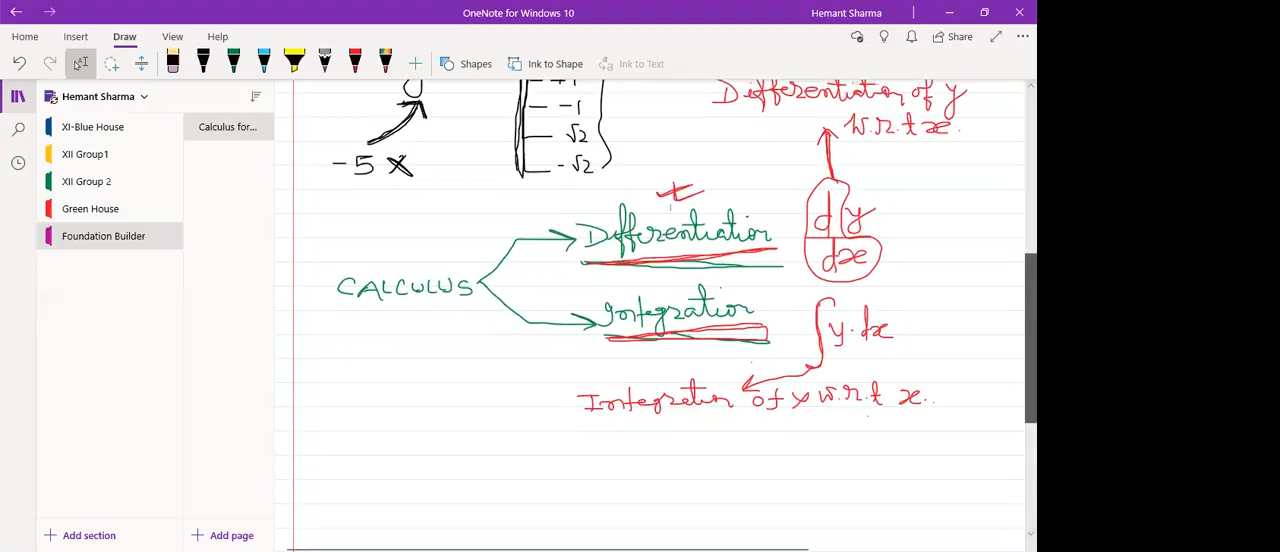 OneNote for Windows 10
Hemant Sharma
Home Insert Draw View Help
Share
Shapes Ink to Shape Ink to Text
Hemant Sharma
XI-Blue House
XII Group1
XII Group 2
Green House
Foundation Builder
Calculus for...
Add section
Add page
y
-5 x
+1
-1
√2
-√2
Differentiation of y
w.r.t x.
dy
dx
CALCULUS
Differentiation
Integration
∫ y. dx
Integration of y w.r.t x.